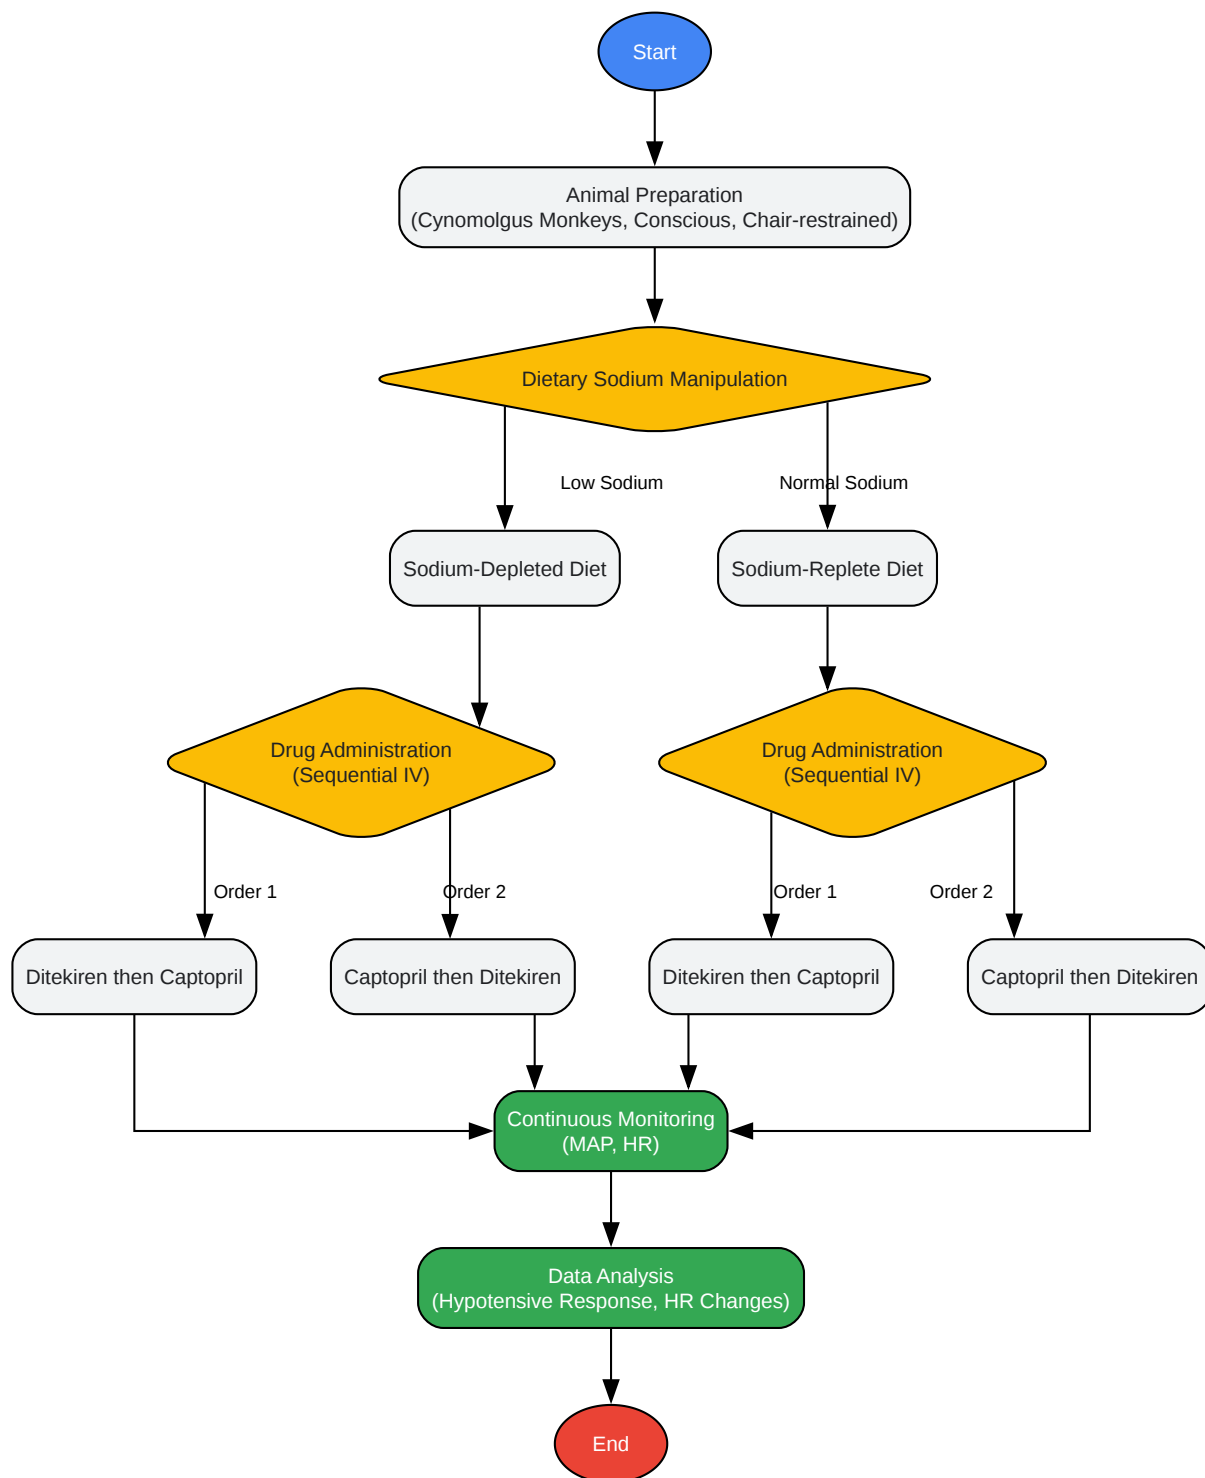 Start
Animal Preparation
(Cynomolgus Monkeys, Conscious, Chair-restrained)
Dietary Sodium Manipulation
Low Sodium
Normal Sodium
Sodium-Depleted Diet
Sodium-Replete Diet
Drug Administration
(Sequential IV)
Drug Administration
(Sequential IV)
Order 1
Order 2
Order 1
Order 2
Ditekiren then Captopril
Captopril then Ditekiren
Ditekiren then Captopril
Captopril then Ditekiren
Continuous Monitoring
(MAP, HR)
Data Analysis
(Hypotensive Response, HR Changes)
End